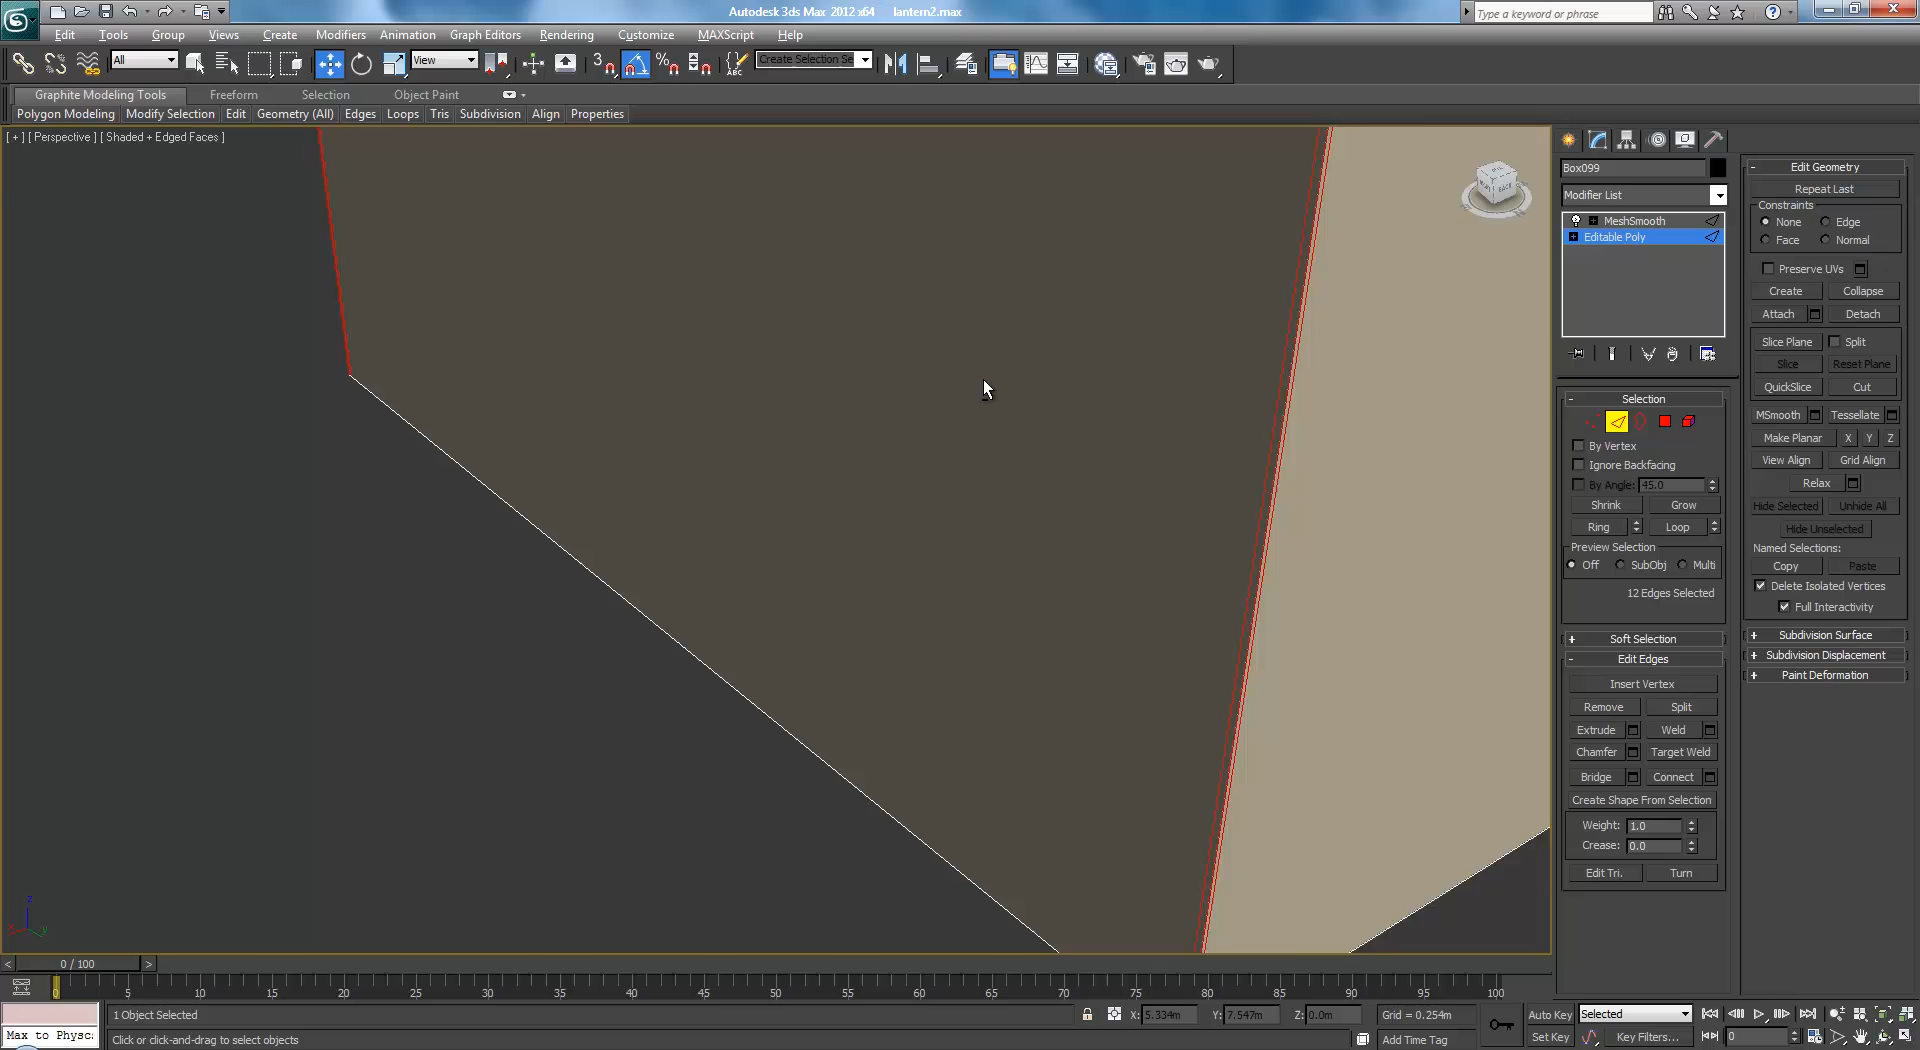 Autodesk 3ds Max 2012 x64 lantern2.max
Type a keyword or phrase
Edit Tools Group Views Create Modifiers Animation Graph Editors Rendering Customize MAXScript Help
All View 3 Create Selection Se
Graphite Modeling Tools Freeform Selection Object Paint
Polygon Modeling Modify Selection Edit Geometry (All) Edges Loops Tris Subdivision Align Properties
[ + ] [ Perspective ] [ Shaded + Edged Faces ]
BACK
Box099
Modifier List
MeshSmooth
Editable Poly
Selection
By Vertex
Ignore Backfacing
By Angle: 45.0
Shrink Grow
Ring Loop
Preview Selection
Off SubObj Multi
12 Edges Selected
Soft Selection
Edit Edges
Insert Vertex
Remove Split
Extrude Weld
Chamfer Target Weld
Bridge Connect
Create Shape From Selection
Weight: 1.0
Crease: 0.0
Edit Tri. Turn
Edit Geometry
Repeat Last
Constraints
None Edge
Face Normal
Preserve UVs
Create Collapse
Attach Detach
Slice Plane Split
Slice Reset Plane
QuickSlice Cut
MSmooth Tessellate
Make Planar X Y Z
View Align Grid Align
Relax
Hide Selected Unhide All
Hide Unselected
Named Selections:
Copy Paste
Delete Isolated Vertices
Full Interactivity
Subdivision Surface
Subdivision Displacement
Paint Deformation
z
x y
< 0 / 100 >
0 5 10 15 20 25 30 35 40 45 50 55 60 65 70 75 80 85 90 95 100
1 Object Selected X: 5.334m Y: 7.547m Z: 0.0m Grid = 0.254m Auto Key Selected
Max to Physc: Click or click-and-drag to select objects Add Time Tag Set Key Key Filters... 0